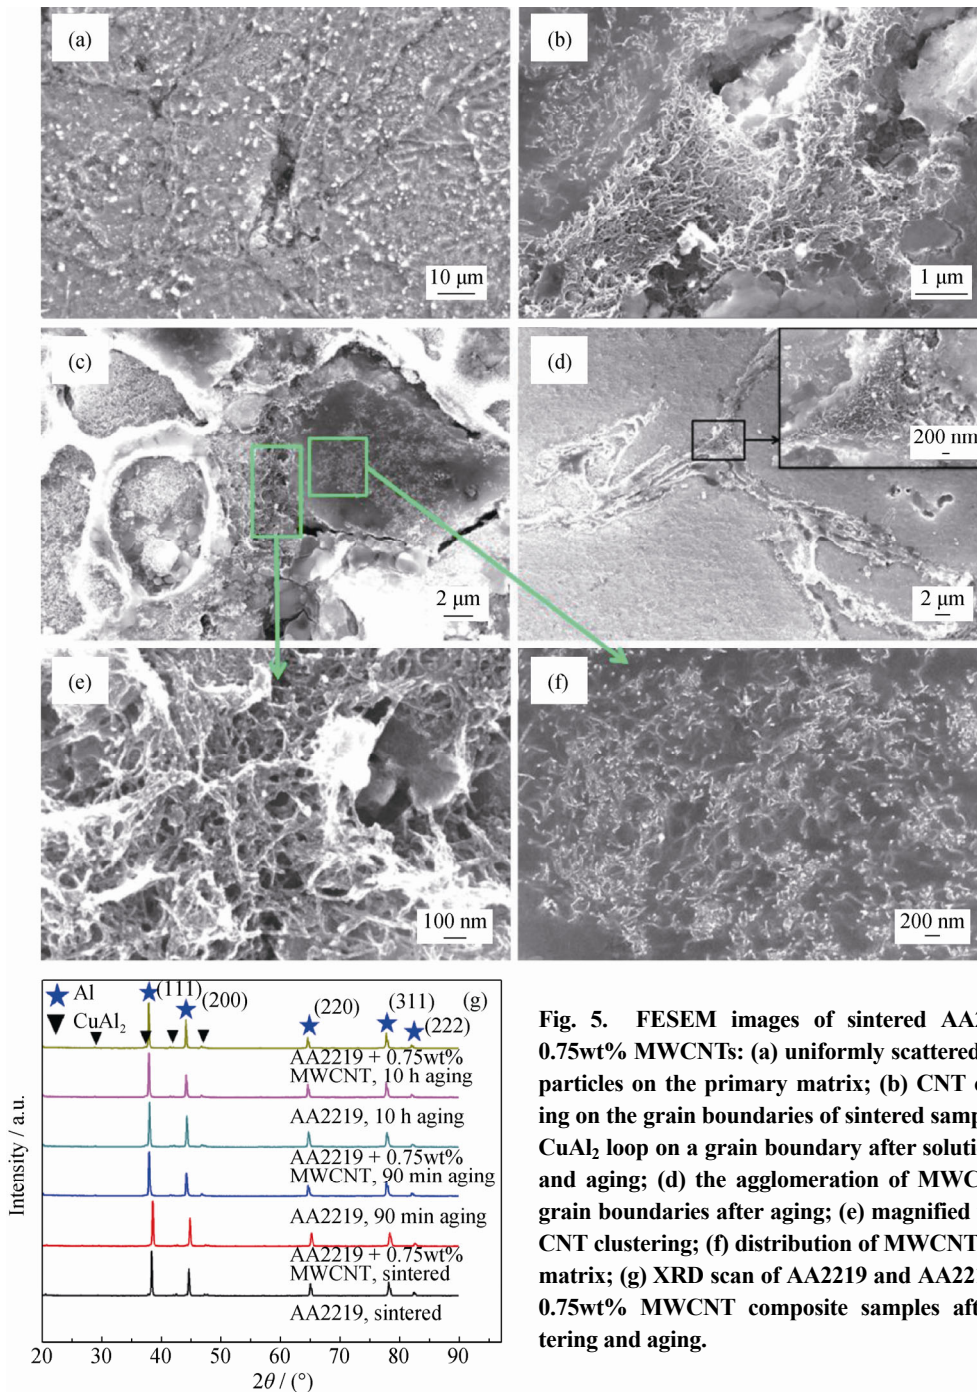 (a)
10 μm
(b)
1 μm
(c)
2 μm
(d)
200 nm
2 μm
(e)
100 nm
(f)
200 nm
Al
CuAl₂
(111)
(200)
(220)
(311)
(222)
(g)
AA2219 + 0.75wt%
MWCNT, 10 h aging
AA2219, 10 h aging
AA2219 + 0.75wt%
MWCNT, 90 min aging
AA2219, 90 min aging
AA2219 + 0.75wt%
MWCNT, sintered
AA2219, sintered
Intensity / a.u.
20 30 40 50 60 70 80 90
2θ / (°)
Fig. 5. FESEM images of sintered
0.75wt% MWCNTs: (a) uniformly scattered
particles on the primary matrix; (b) CNT
ing on the grain boundaries of sintered
CuAl₂ loop on a grain boundary after
and aging; (d) the agglomeration of
grain boundaries after aging; (e) magnified
CNT clustering; (f) distribution of MWCNT
matrix; (g) XRD scan of AA2219 and
0.75wt% MWCNT composite samples
tering and aging.